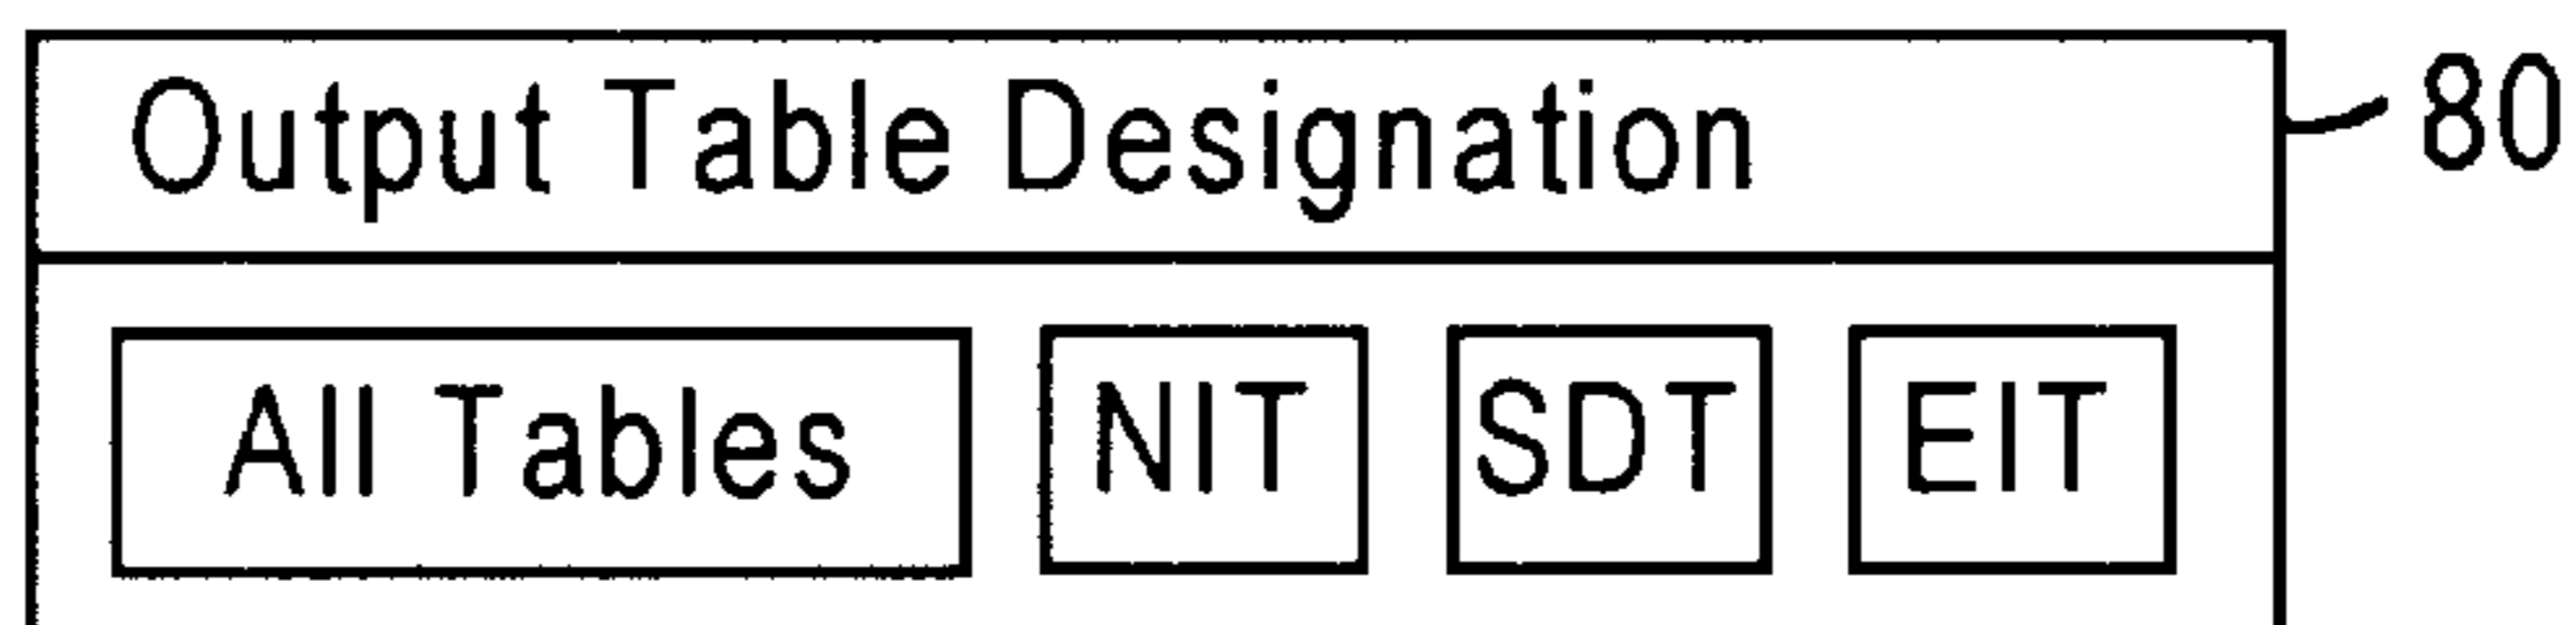 Output Table Designation 80
All Tables NIT SDT EIT